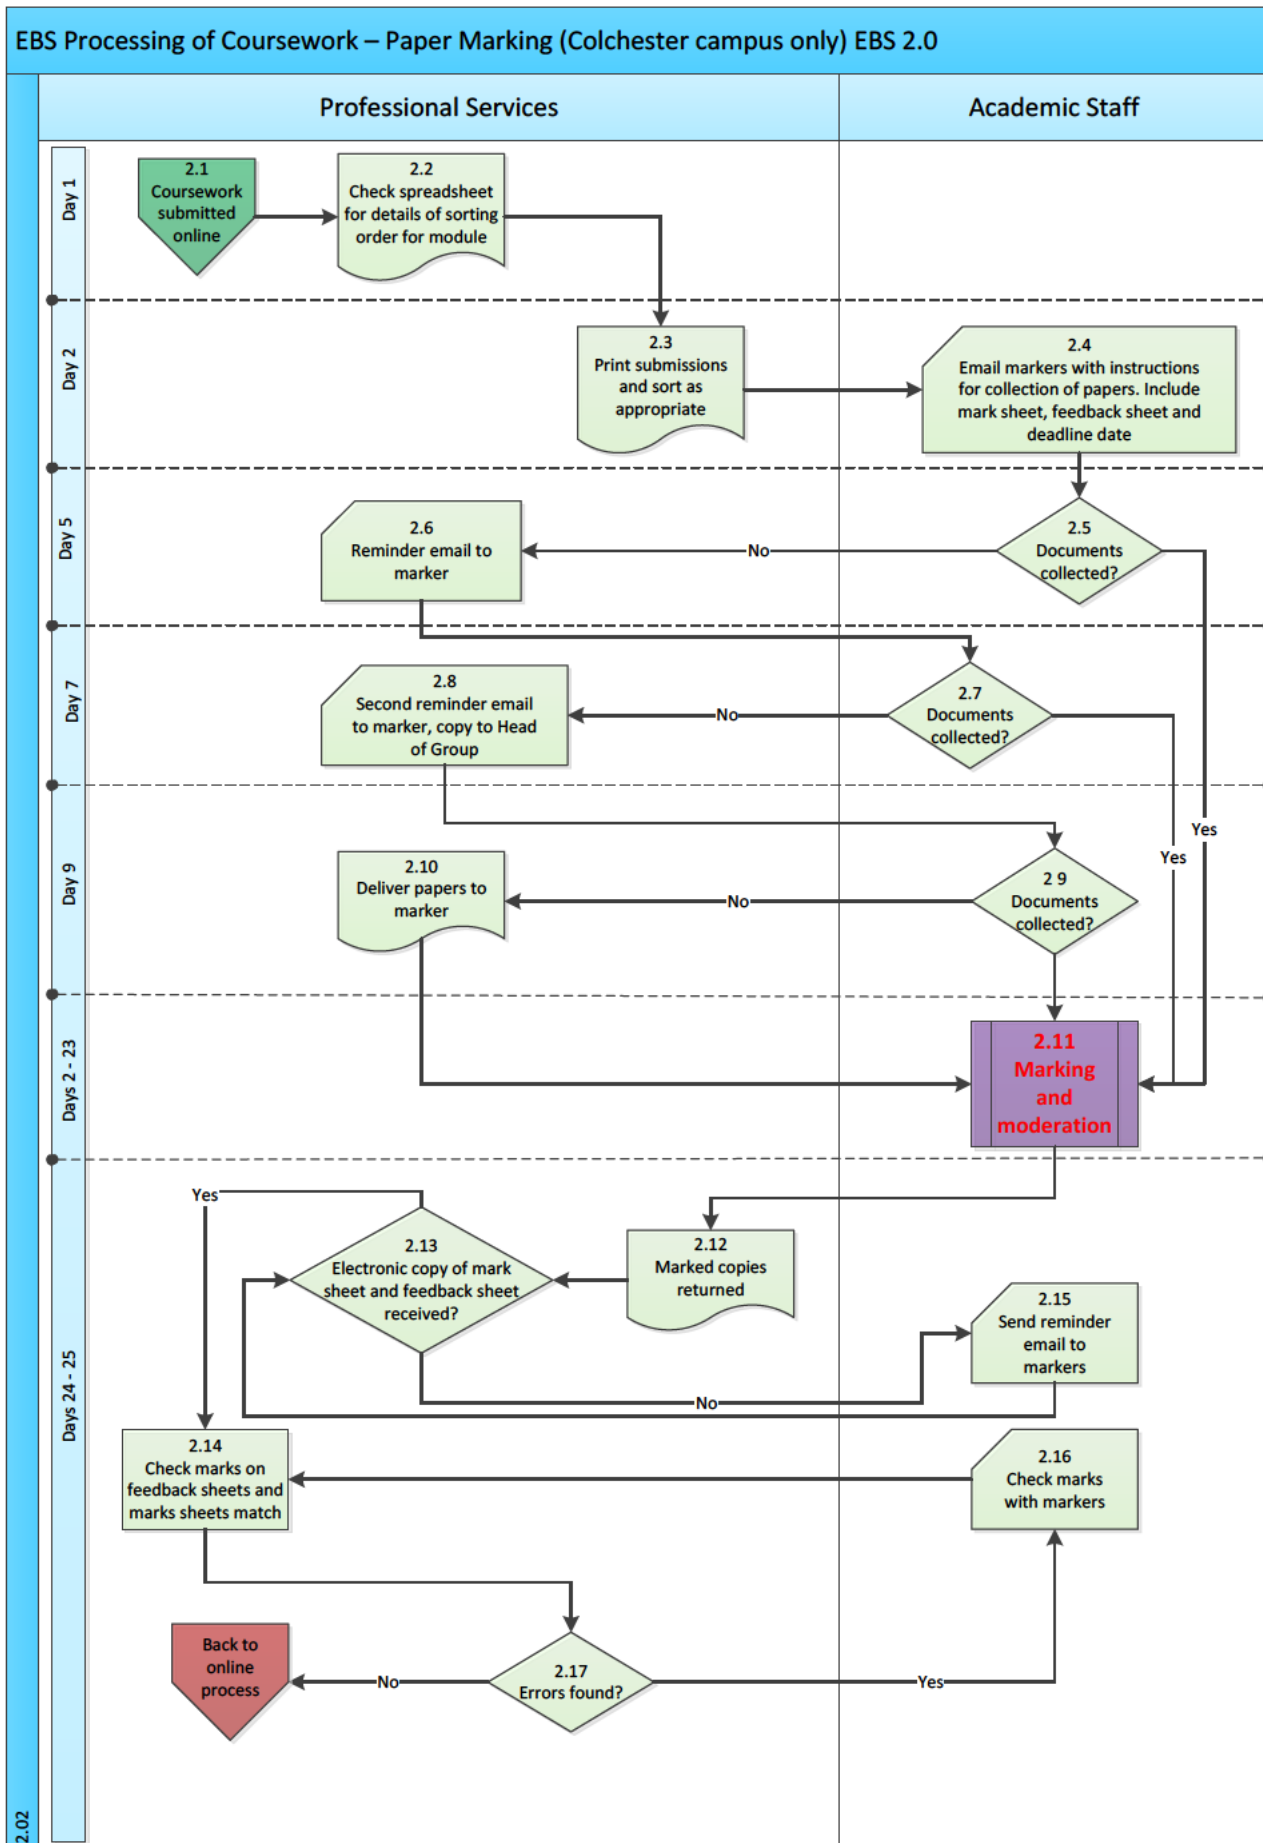 EBS Processing of Coursework – Paper Marking (Colchester campus only) EBS 2.0
Professional Services
Academic Staff
Day 1
2.1
Coursework
submitted
online
2.2
Check spreadsheet
for details of sorting
order for module
Day 2
2.3
Print submissions
and sort as
appropriate
2.4
Email markers with instructions
for collection of papers. Include
mark sheet, feedback sheet and
deadline date
Day 5
2.6
Reminder email to
marker
No
2.5
Documents
collected?
Day 7
2.8
Second reminder email
to marker, copy to Head
of Group
No
2.7
Documents
collected?
Yes
Yes
Day 9
2.10
Deliver papers to
marker
No
2 9
Documents
collected?
Days 2 - 23
2.11
Marking
and
moderation
Days 24 - 25
Yes
2.13
Electronic copy of mark
sheet and feedback sheet
received?
2.12
Marked copies
returned
2.15
Send reminder
email to
markers
No
2.14
Check marks on
feedback sheets and
marks sheets match
2.16
Check marks
with markers
Back to
online
process
No
2.17
Errors found?
Yes
2.02